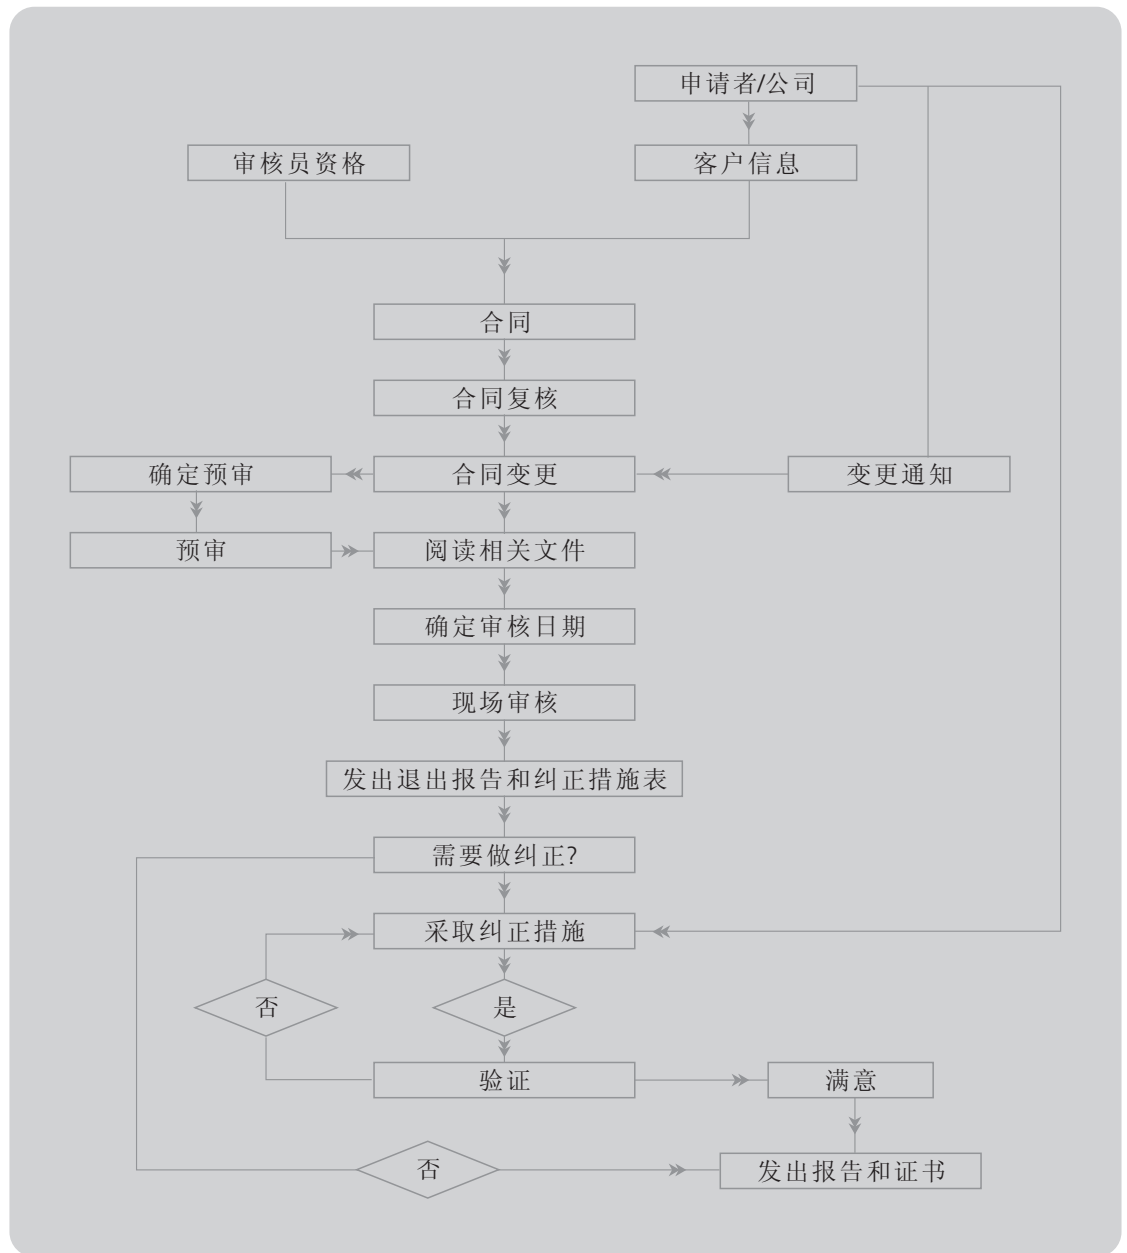 申请者/公司
审核员资格
客户信息
合同
合同复核
确定预审
合同变更
变更通知
预审
阅读相关文件
确定审核日期
现场审核
发出退出报告和纠正措施表
需要做纠正?
采取纠正措施
否
是
验证
满意
否
发出报告和证书